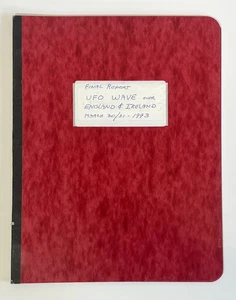 FINAL REPORT
UFO WAVE over
ENGLAND & IRELAND
MARCH 30/31-1993